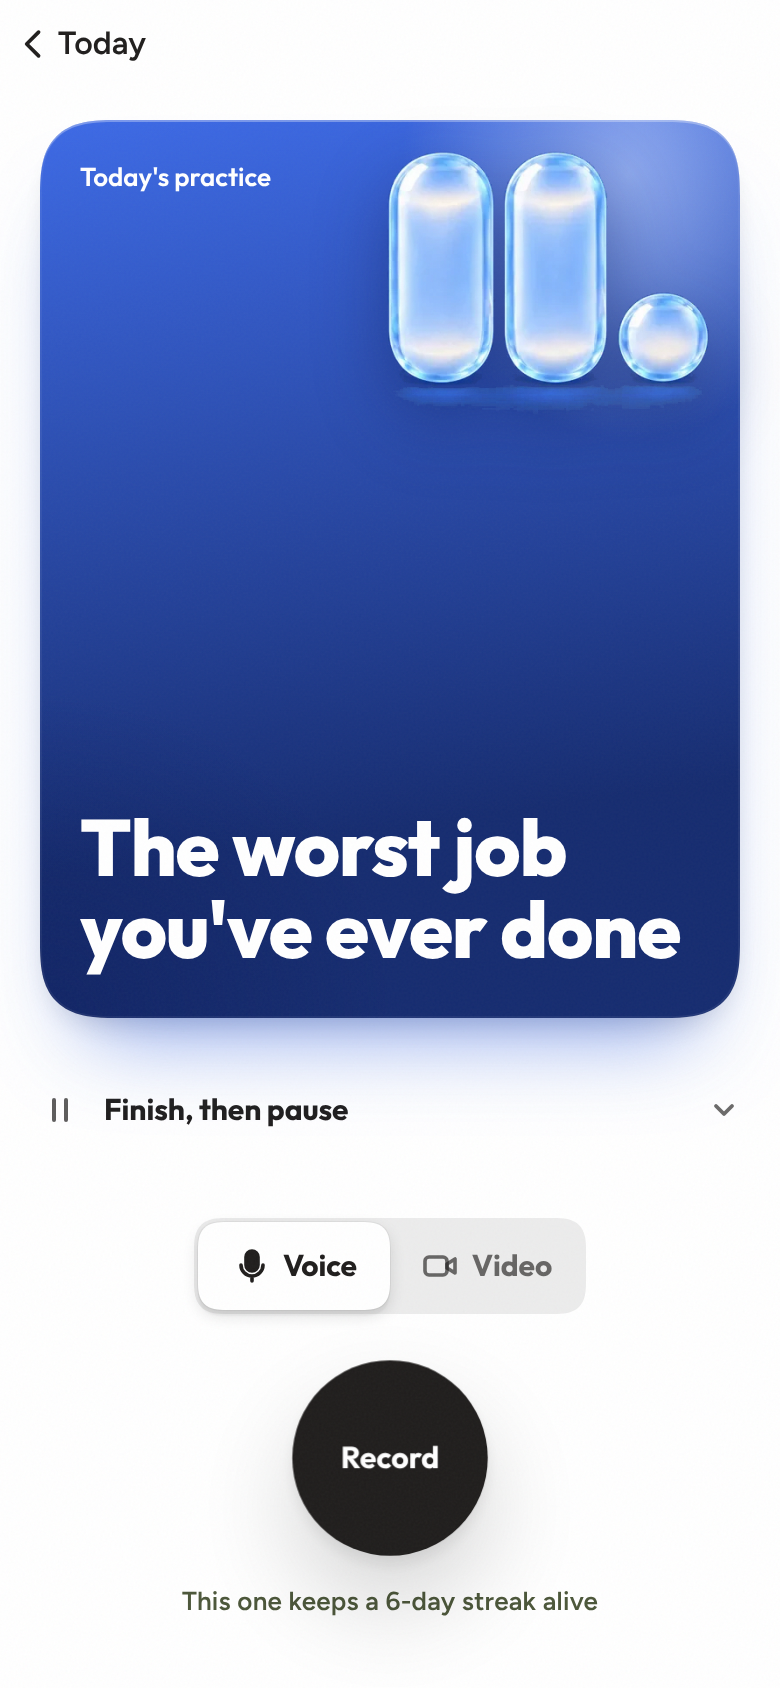 Today
Today's practice
The worst job
you've ever done
Finish, then pause
Voice
Video
Record
This one keeps a 6-day streak alive